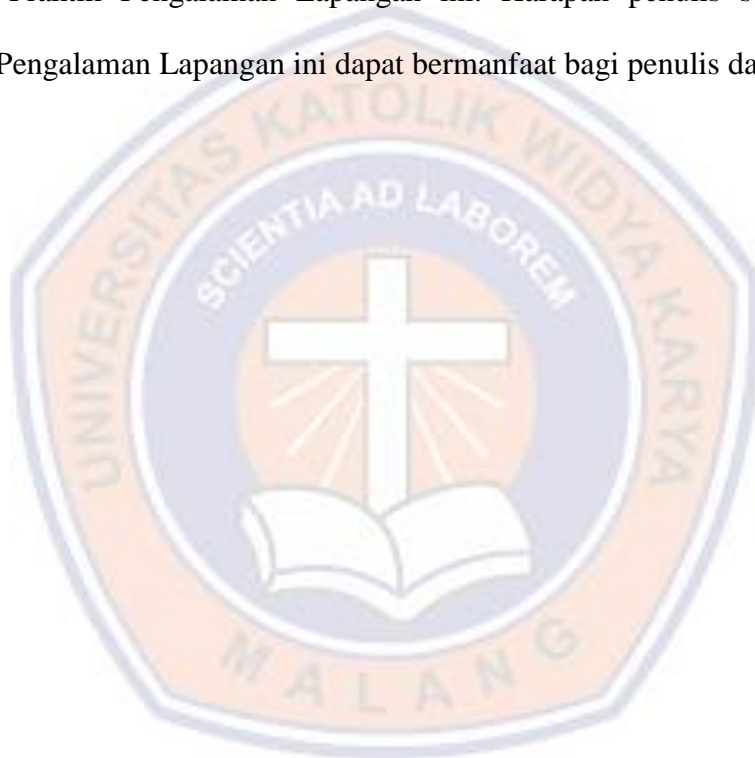 Praktik Pengalaman Lapangan ini. Harapan penulis
Pengalaman Lapangan ini dapat bermanfaat bagi penulis
UNIVERSITAS KATOLIK WIDYA KARYA
SCIENTIA AD LABOREM
MALANG